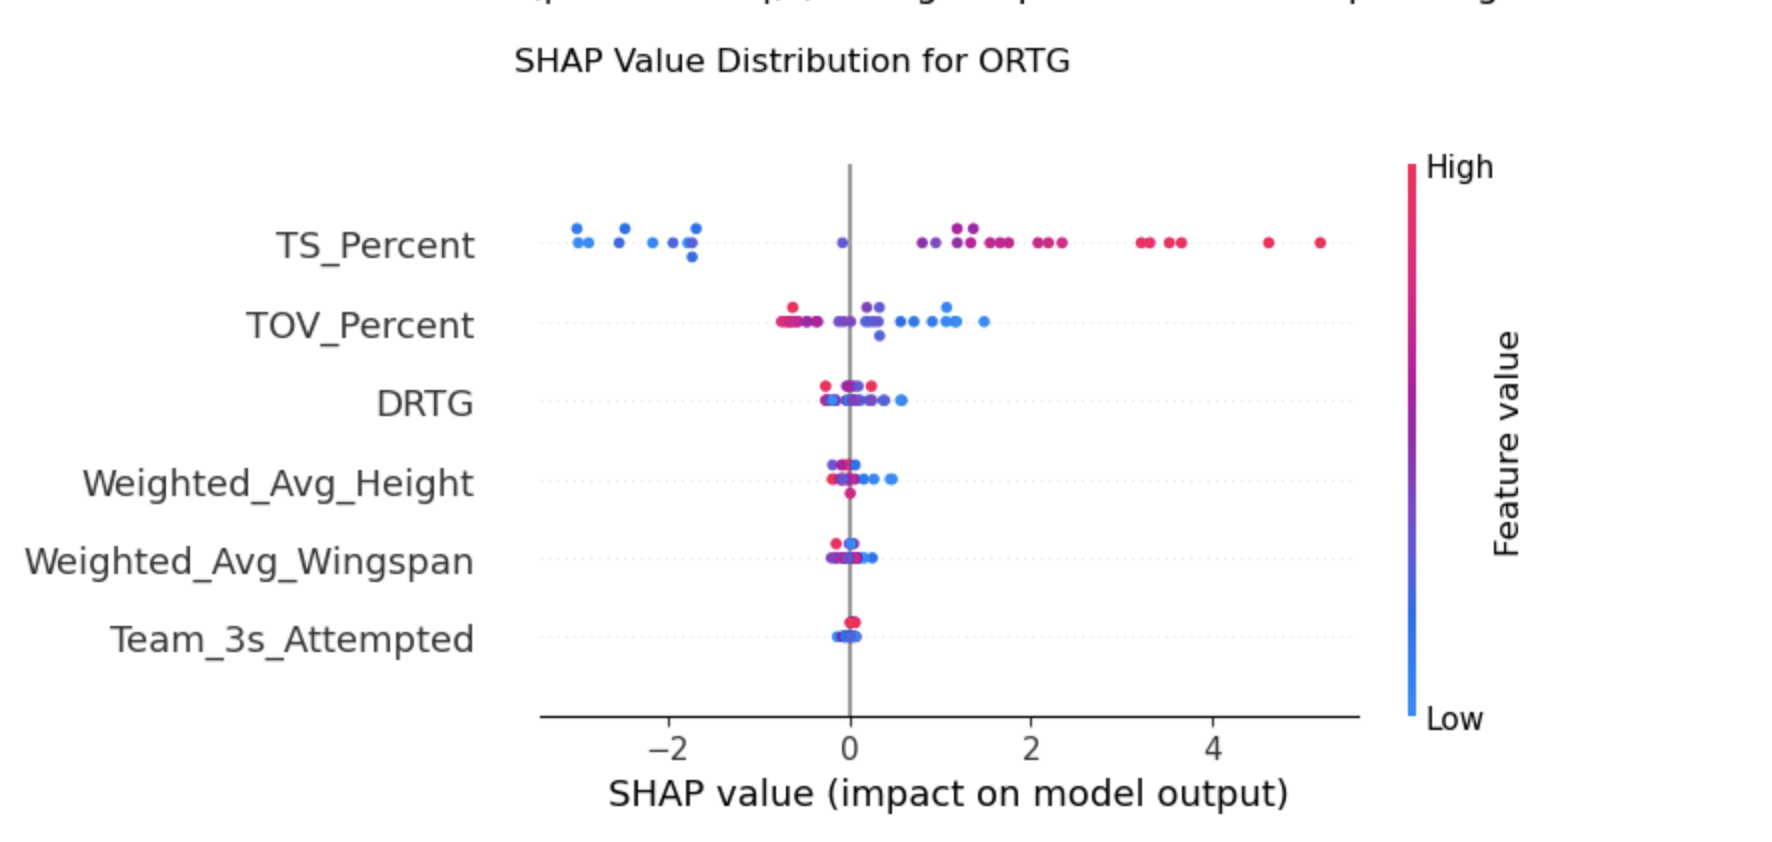 SHAP Value Distribution for ORTG
High
TS_Percent
TOV_Percent
DRTG
Weighted_Avg_Height
Weighted_Avg_Wingspan
Team_3s_Attempted
Feature value
Low
−2 0 2 4
SHAP value (impact on model output)